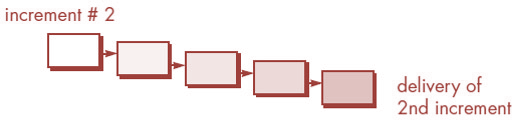 increment # 2
delivery of
2nd increment